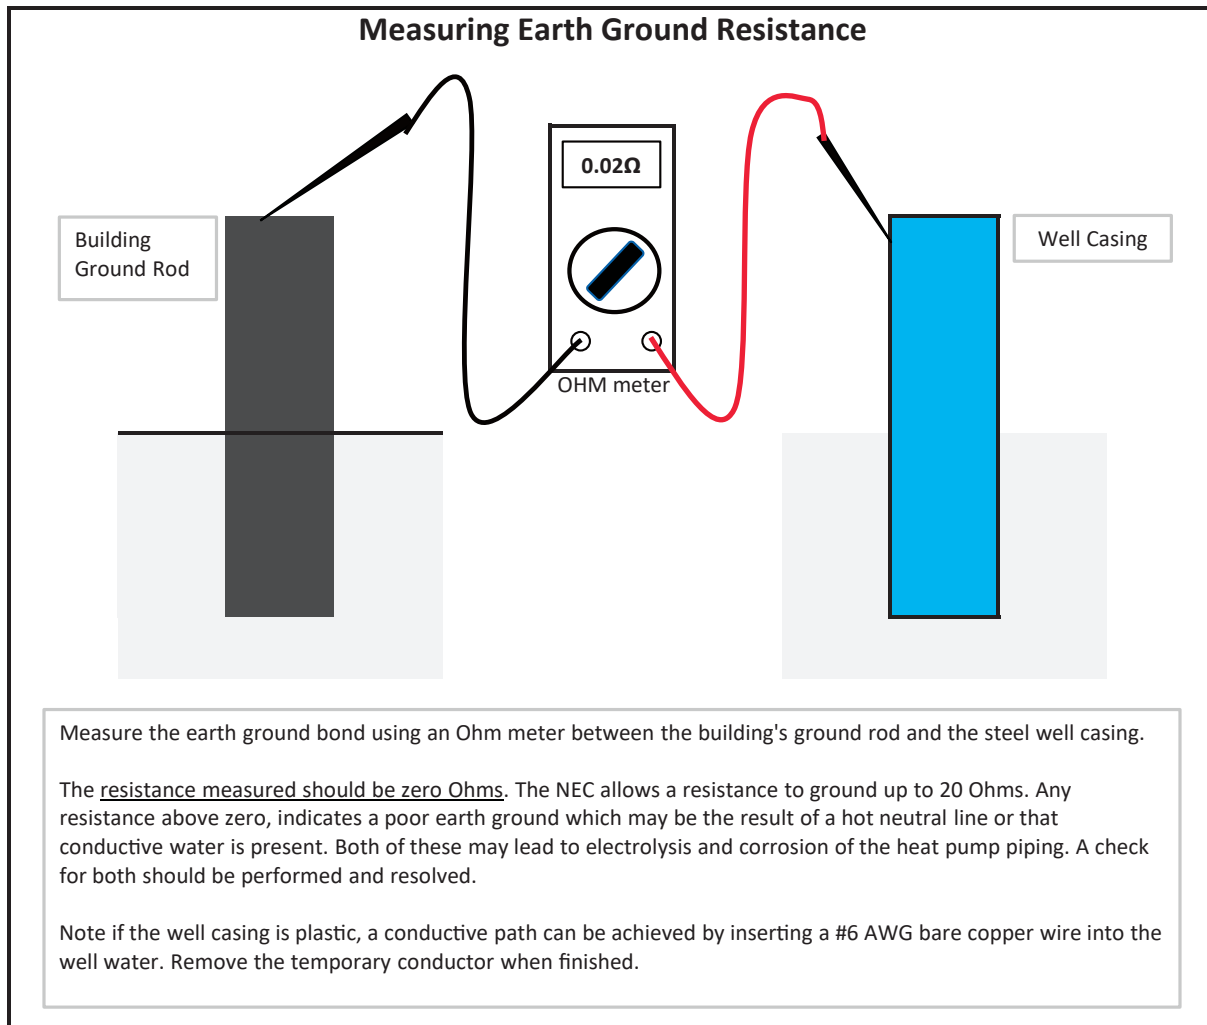 Measuring Earth Ground Resistance
0.02Ω
Building
Ground Rod
Well Casing
OHM meter
Measure the earth ground bond using an Ohm meter between the building's ground rod and the steel well casing.
The resistance measured should be zero Ohms. The NEC allows a resistance to ground up to 20 Ohms. Any
resistance above zero, indicates a poor earth ground which may be the result of a hot neutral line or that
conductive water is present. Both of these may lead to electrolysis and corrosion of the heat pump piping. A check
for both should be performed and resolved.
Note if the well casing is plastic, a conductive path can be achieved by inserting a #6 AWG bare copper wire into the
well water. Remove the temporary conductor when finished.